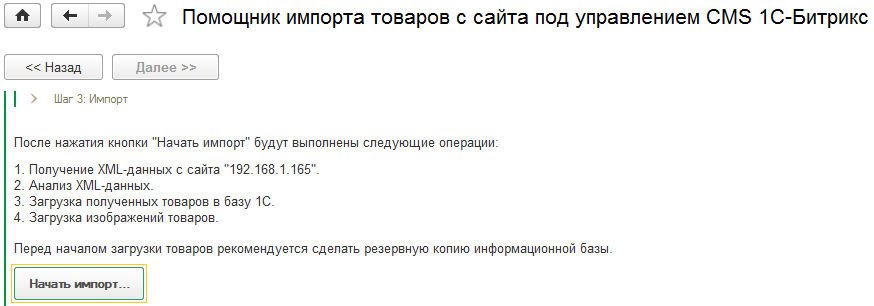 Помощник импорта товаров с сайта под управлением CMS 1С-Битрикс
<< Назад
Далее >>
Шаг 3: Импорт
После нажатия кнопки "Начать импорт" будут выполнены следующие операции:
1. Получение XML-данных с сайта "192.168.1.165".
2. Анализ XML-данных.
3. Загрузка полученных товаров в базу 1С.
4. Загрузка изображений товаров.
Перед началом загрузки товаров рекомендуется сделать резервную копию информационной базы.
Начать импорт...